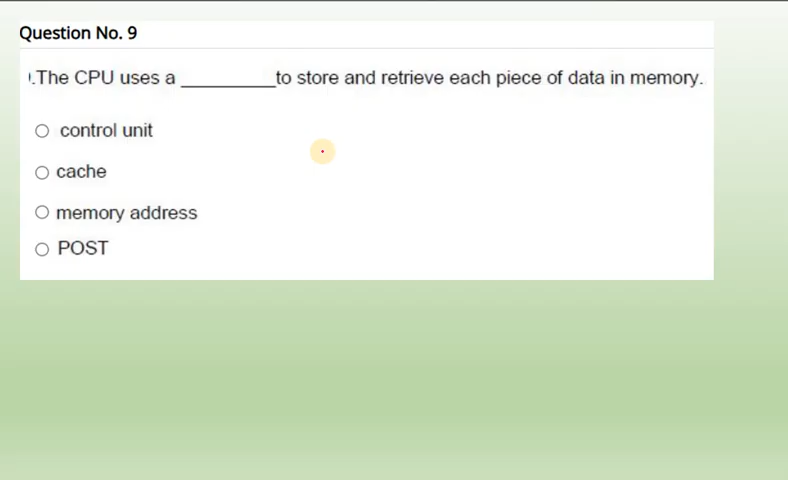 Question No. 9
.The CPU uses a __________to store and retrieve each piece of data in memory.
control unit
cache
memory address
POST